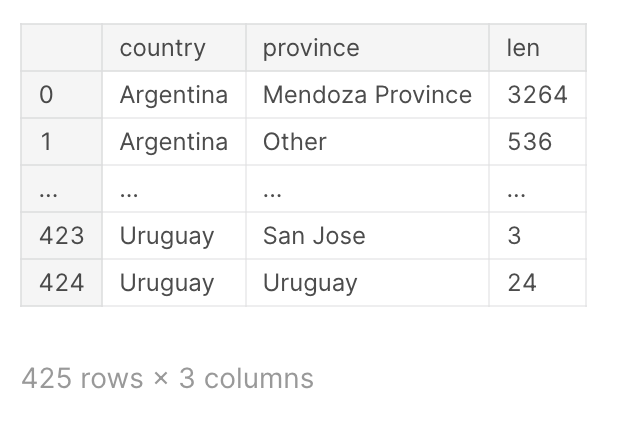 country province len
0 Argentina Mendoza Province 3264
1 Argentina Other 536
... ... ... ...
423 Uruguay San Jose 3
424 Uruguay Uruguay 24
425 rows × 3 columns